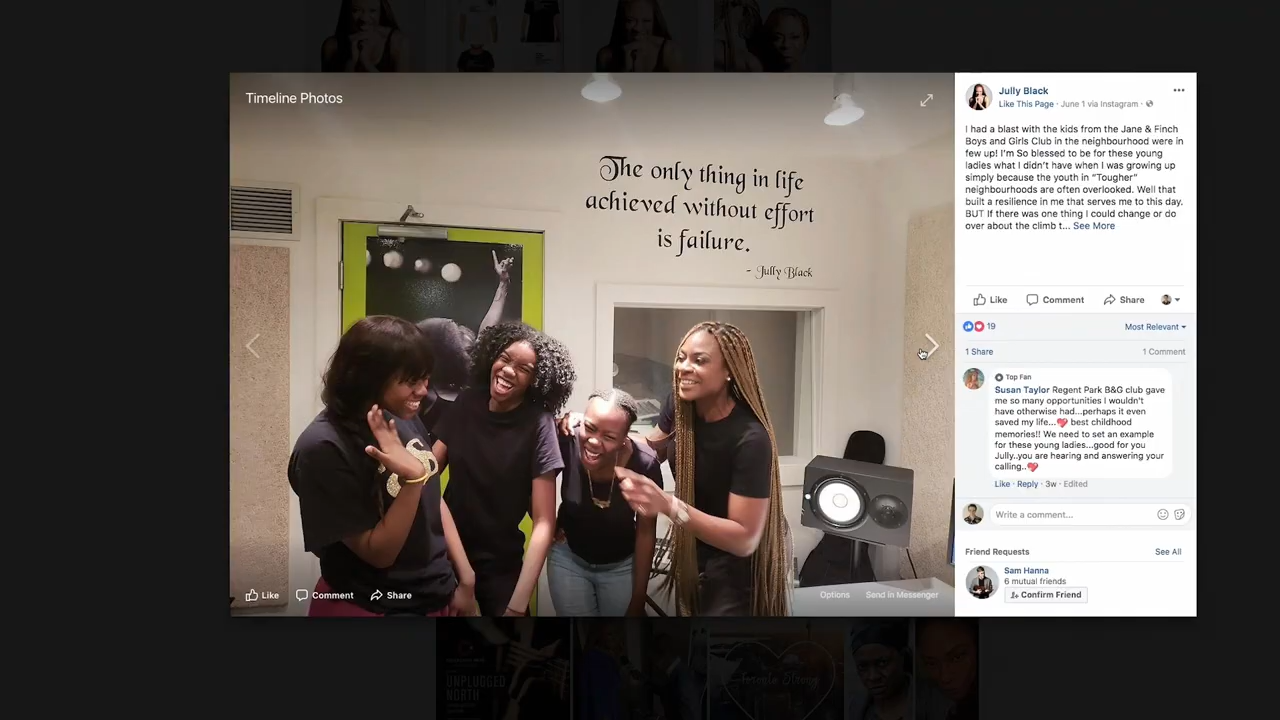 Timeline Photos
The only thing in life
achieved without effort
is failure.
- Jully Black
Like
Comment
Share
Options
Send in Messenger
Jully Black
Like This Page · June 1 via Instagram ·
I had a blast with the kids from the Jane & Finch
Boys and Girls Club in the neighbourhood were in
few up! I'm So blessed to be for these young
ladies what I didn't have when I was growing up
simply because the youth in "Tougher"
neighbourhoods are often overlooked. Well that
built a resilience in me that serves me to this day.
BUT If there was one thing I could change or do
over about the climb t... See More
Like
Comment
Share
19
Most Relevant
1 Share
1 Comment
Top Fan
Susan Taylor Regent Park B&G club gave
me so many opportunities I wouldn't
have otherwise had...perhaps it even
saved my life...💖 best childhood
memories!! We need to set an example
for these young ladies...good for you
Jully..you are hearing and answering your
calling..💖
Like · Reply · 3w · Edited
Write a comment...
Friend Requests
See All
Sam Hanna
6 mutual friends
Confirm Friend
UNPLUGGED
NORTH
Female Strong